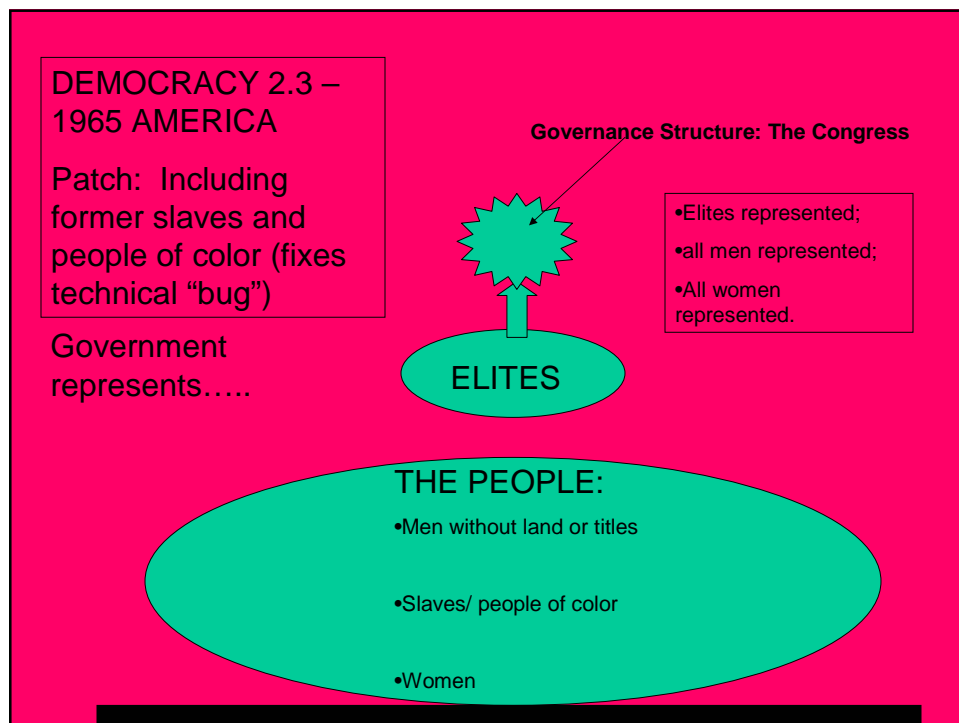 DEMOCRACY 2.3 –
1965 AMERICA
Patch: Including
former slaves and
people of color (fixes
technical “bug”)
Government
represents…..
Governance Structure: The Congress
•Elites represented;
•all men represented;
•All women
represented.
ELITES
THE PEOPLE:
•Men without land or titles
•Slaves/ people of color
•Women